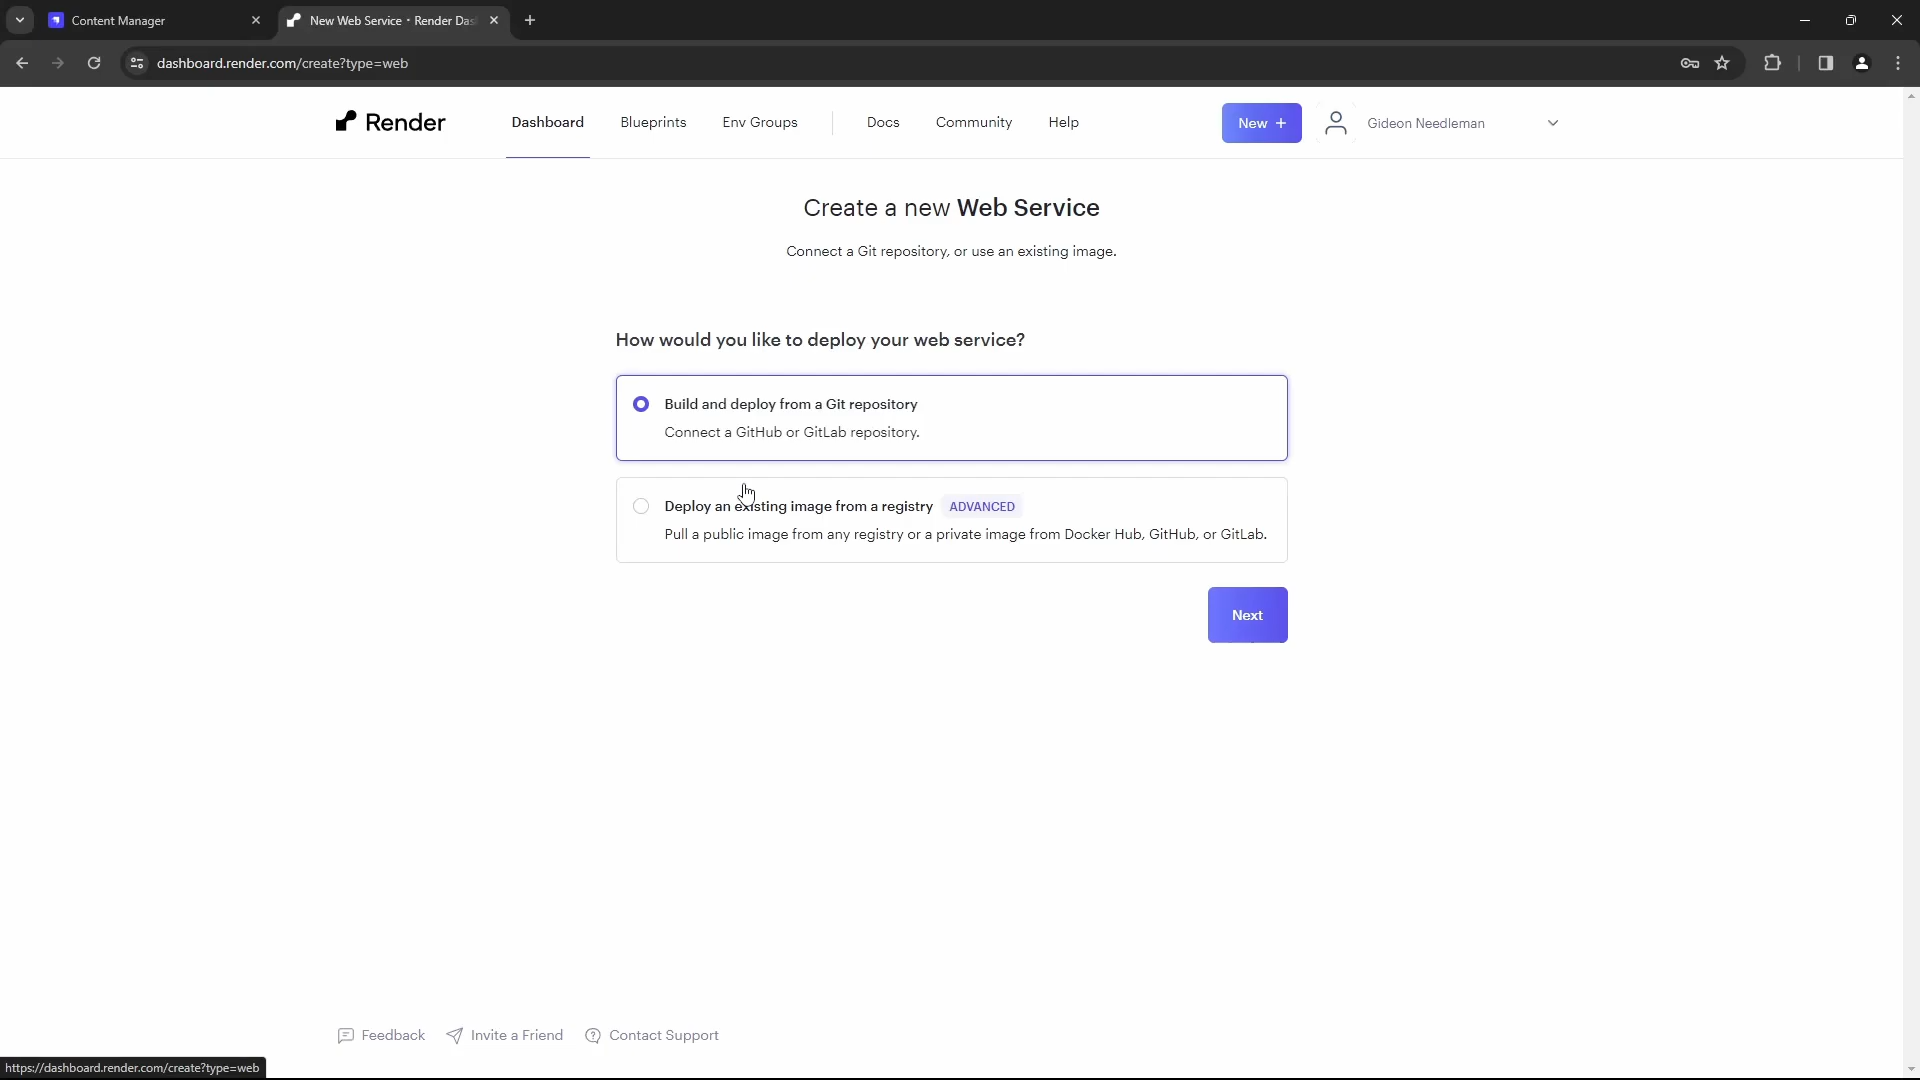 Content Manager
New Web Service • Render Das
dashboard.render.com/create?type=web
Render
Dashboard
Blueprints
Env Groups
Docs
Community
Help
New +
Gideon Needleman
Create a new Web Service
Connect a Git repository, or use an existing image.
How would you like to deploy your web service?
Build and deploy from a Git repository
Connect a GitHub or GitLab repository.
Deploy an existing image from a registry ADVANCED
Pull a public image from any registry or a private image from Docker Hub, GitHub, or GitLab.
Next
Feedback
Invite a Friend
Contact Support
https://dashboard.render.com/create?type=web